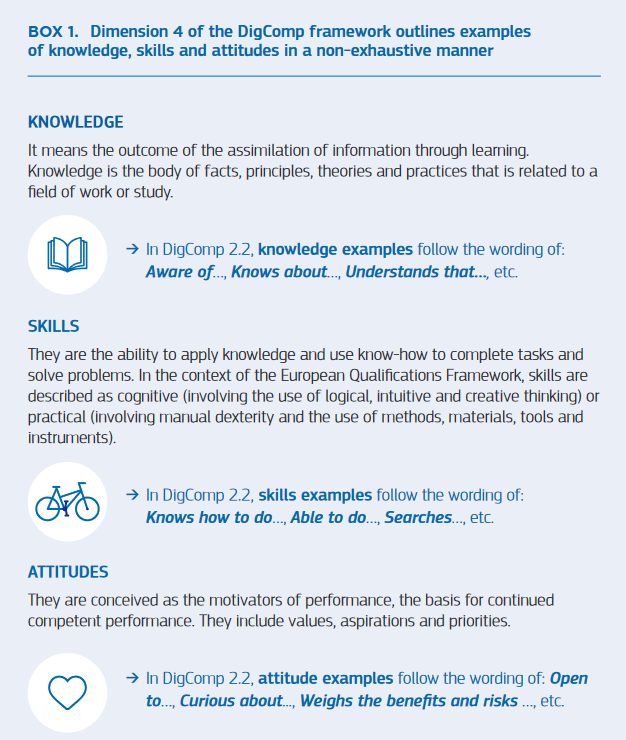 BOX 1. Dimension 4 of the DigComp framework outlines examples
of knowledge, skills and attitudes in a non-exhaustive manner
KNOWLEDGE
It means the outcome of the assimilation of information through learning.
Knowledge is the body of facts, principles, theories and practices that is related to a
field of work or study.
→ In DigComp 2.2, knowledge examples follow the wording of:
Aware of..., Knows about..., Understands that..., etc.
SKILLS
They are the ability to apply knowledge and use know-how to complete tasks and
solve problems. In the context of the European Qualifications Framework, skills are
described as cognitive (involving the use of logical, intuitive and creative thinking) or
practical (involving manual dexterity and the use of methods, materials, tools and
instruments).
→ In DigComp 2.2, skills examples follow the wording of:
Knows how to do..., Able to do..., Searches..., etc.
ATTITUDES
They are conceived as the motivators of performance, the basis for continued
competent performance. They include values, aspirations and priorities.
→ In DigComp 2.2, attitude examples follow the wording of: Open
to..., Curious about..., Weighs the benefits and risks ..., etc.